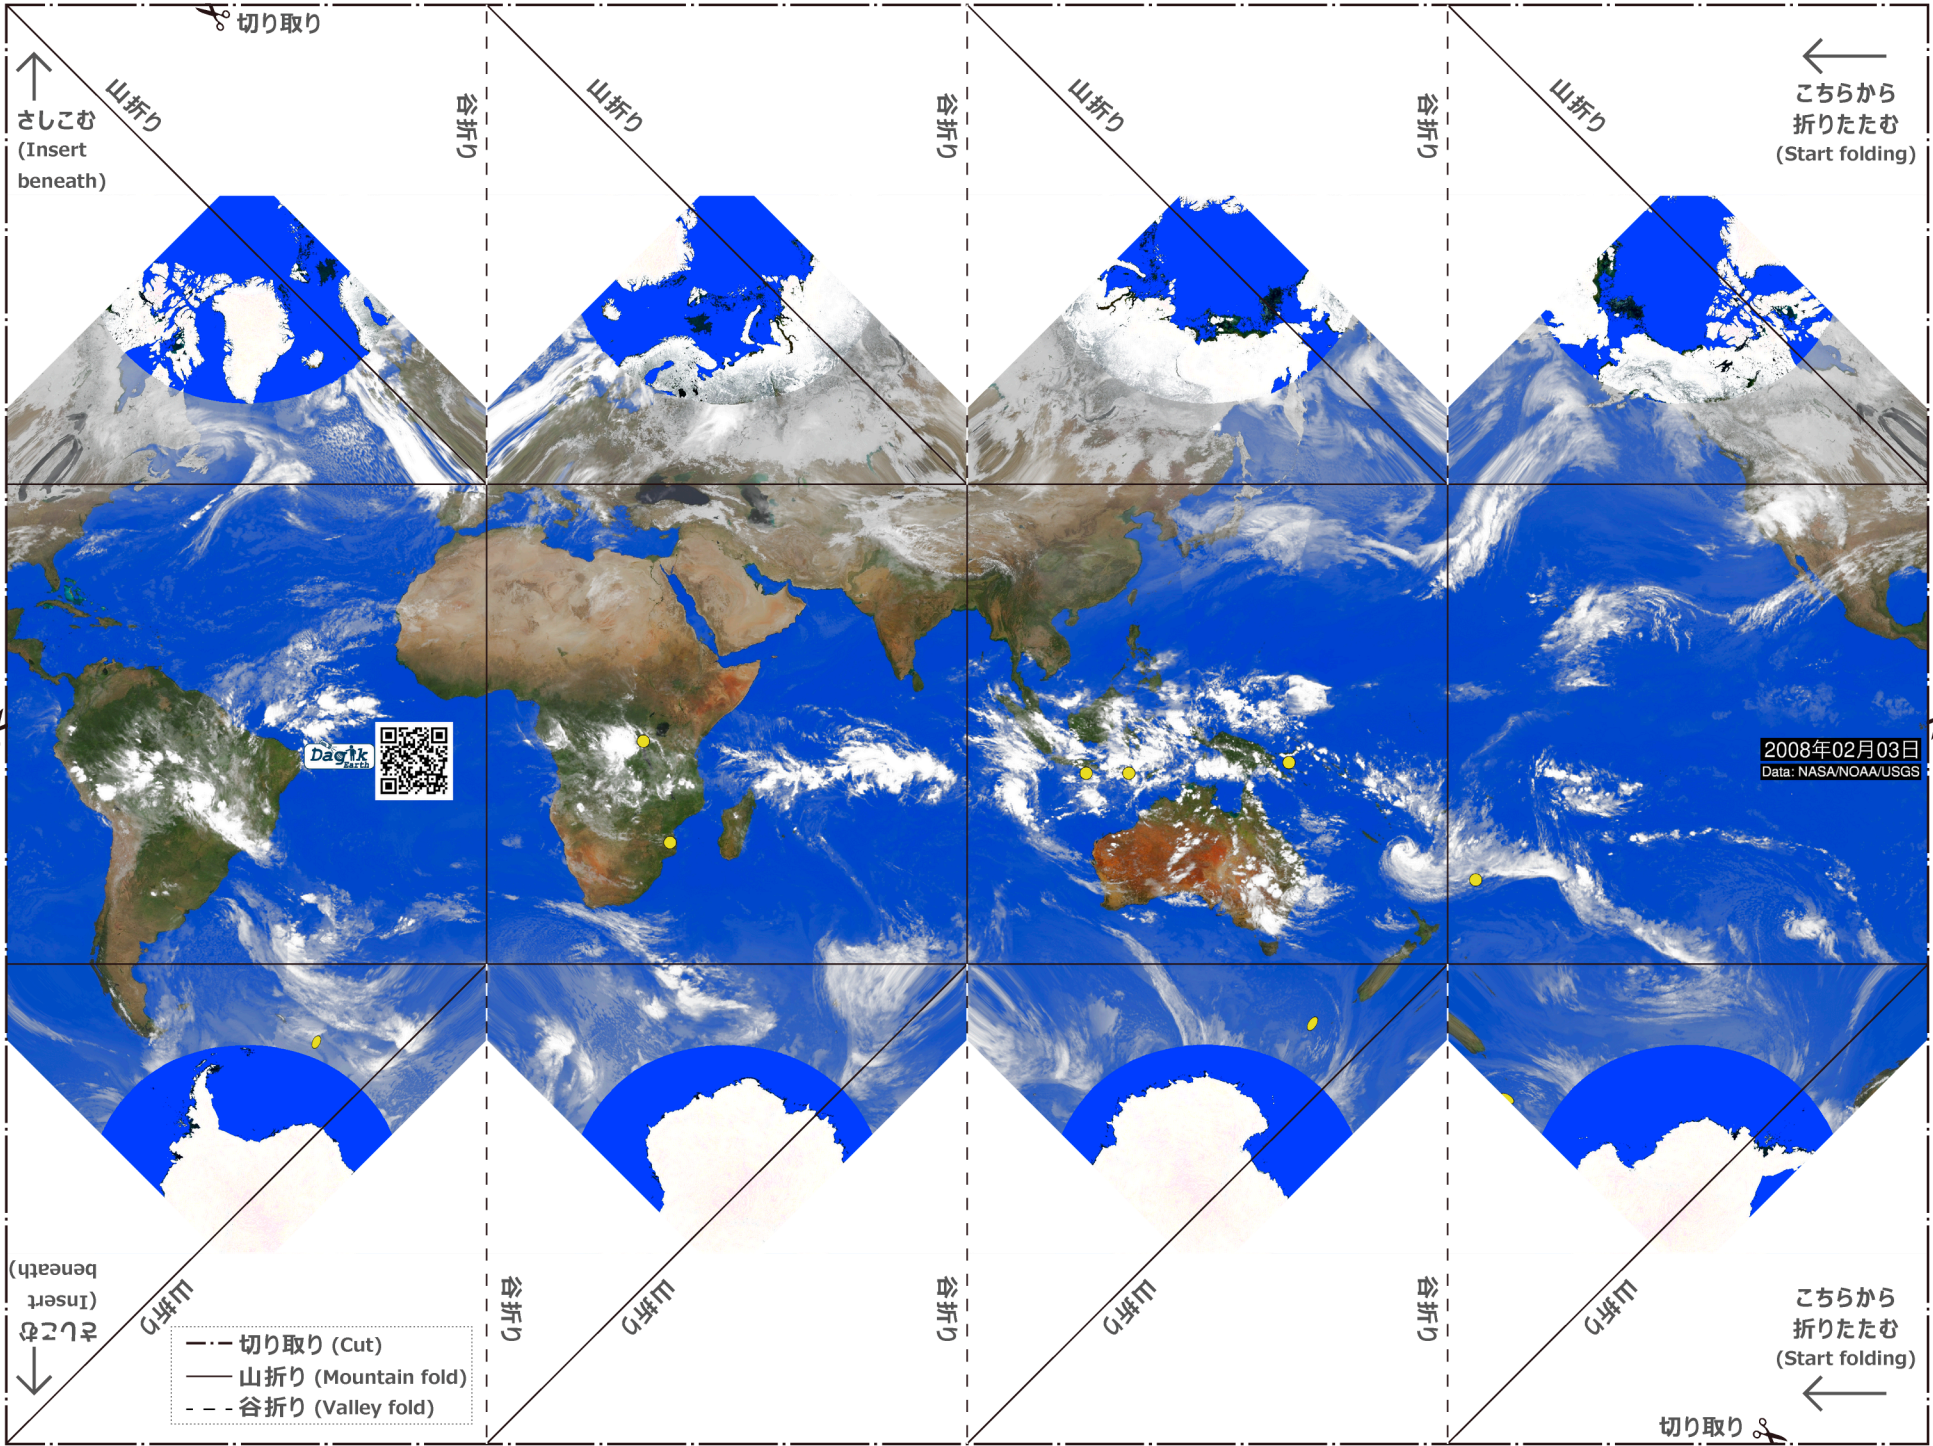 切り取り
山折り
谷折り
山折り
谷折り
山折り
谷折り
山折り
さしこむ
(Insert
beneath)
こちらから
折りたたむ
(Start folding)
Dagik
Earth
2008年02月03日
Data: NASA/NOAA/USGS
さしこむ
(Insert
beneath)
山折り
谷折り
山折り
谷折り
山折り
谷折り
山折り
こちらから
折りたたむ
(Start folding)
切り取り (Cut)
山折り (Mountain fold)
谷折り (Valley fold)
切り取り